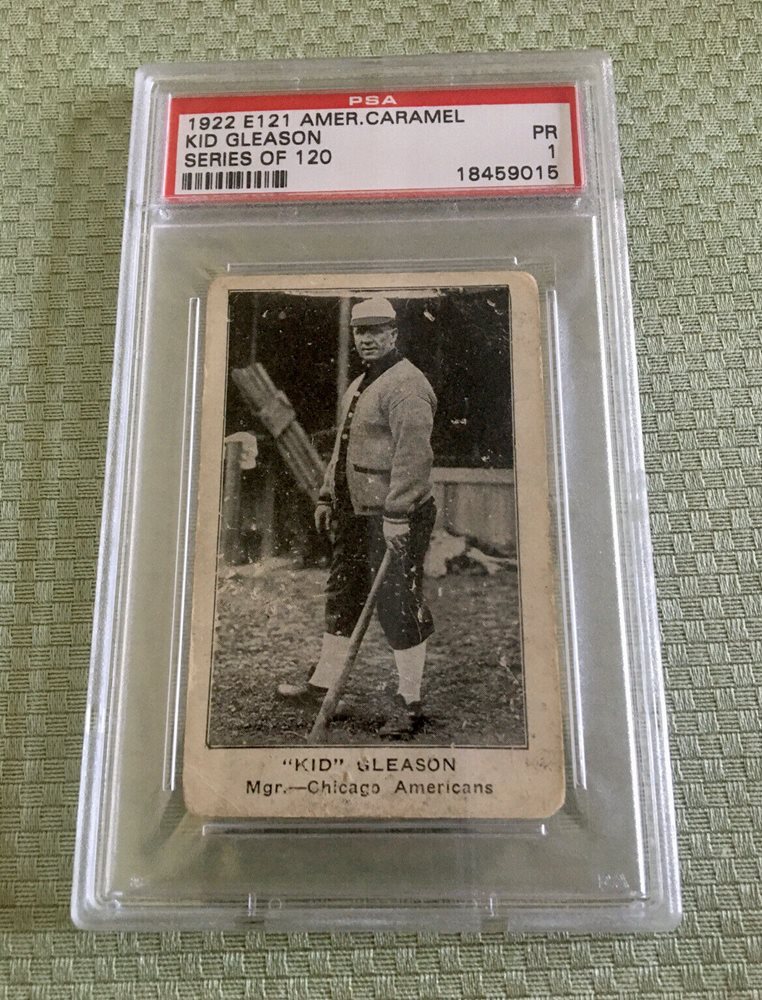 PSA
1922 E121 AMER.CARAMEL
KID GLEASON PR
SERIES OF 120 1
18459015
"KID" GLEASON
Mgr.—Chicago Americans